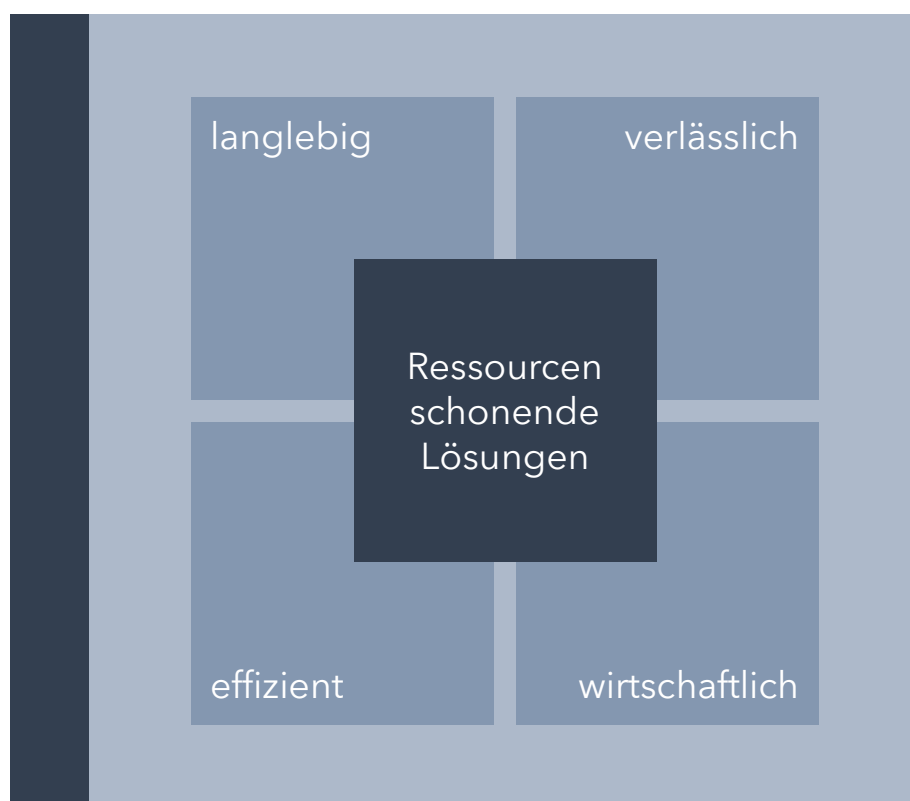 langlebig
verlässlich
Ressourcen
schonende
Lösungen
effizient
wirtschaftlich